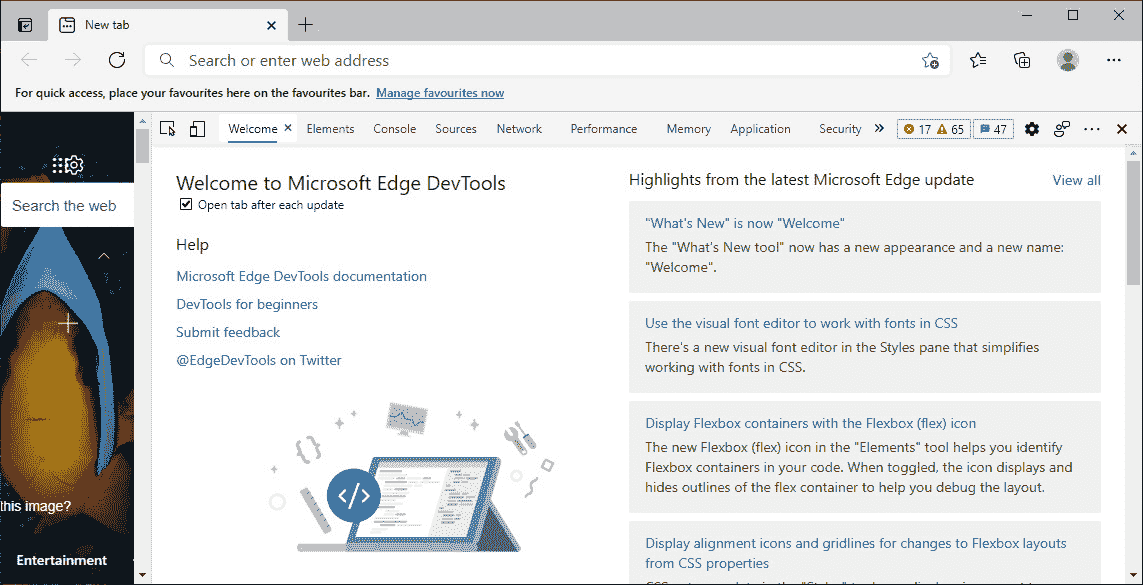 New tab
Search or enter web address
For quick access, place your favourites here on the favourites bar. Manage favourites now
Welcome Elements Console Sources Network Performance Memory Application Security 17 65 47
Search the web
this image?
Entertainment
Welcome to Microsoft Edge DevTools
Open tab after each update
Help
Microsoft Edge DevTools documentation
DevTools for beginners
Submit feedback
@EdgeDevTools on Twitter
{ }
</>
Highlights from the latest Microsoft Edge update
View all
"What's New" is now "Welcome"
The "What's New tool" now has a new appearance and a new name:
"Welcome".
Use the visual font editor to work with fonts in CSS
There's a new visual font editor in the Styles pane that simplifies
working with fonts in CSS.
Display Flexbox containers with the Flexbox (flex) icon
The new Flexbox (flex) icon in the "Elements" tool helps you identify
Flexbox containers in your code. When toggled, the icon displays and
hides outlines of the flex container to help you debug the layout.
Display alignment icons and gridlines for changes to Flexbox layouts
from CSS properties